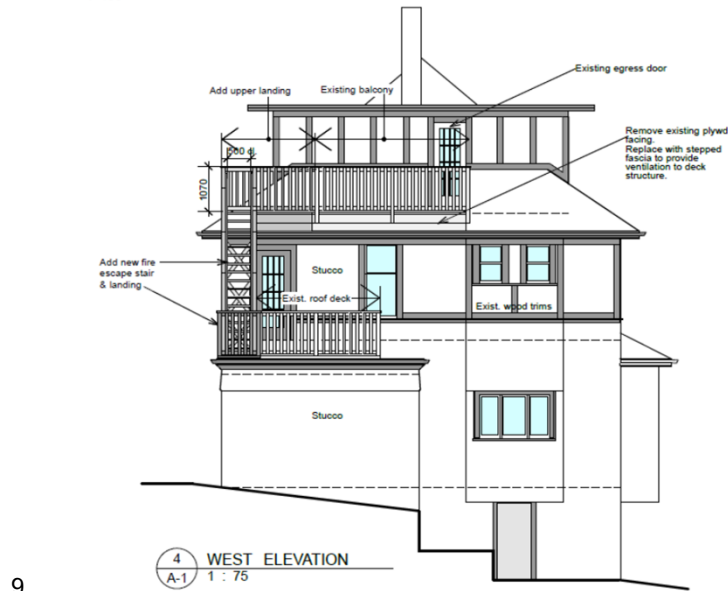 Existing egress door
Add upper landing
Existing balcony
Remove existing plywd
facing.
Replace with stepped
fascia to provide
ventilation to deck
structure.
1070
Add new fire
escape stair
& landing
Stucco
Exist. roof deck
Exist. wood trims
Stucco
4
A-1
WEST ELEVATION
1 : 75
9